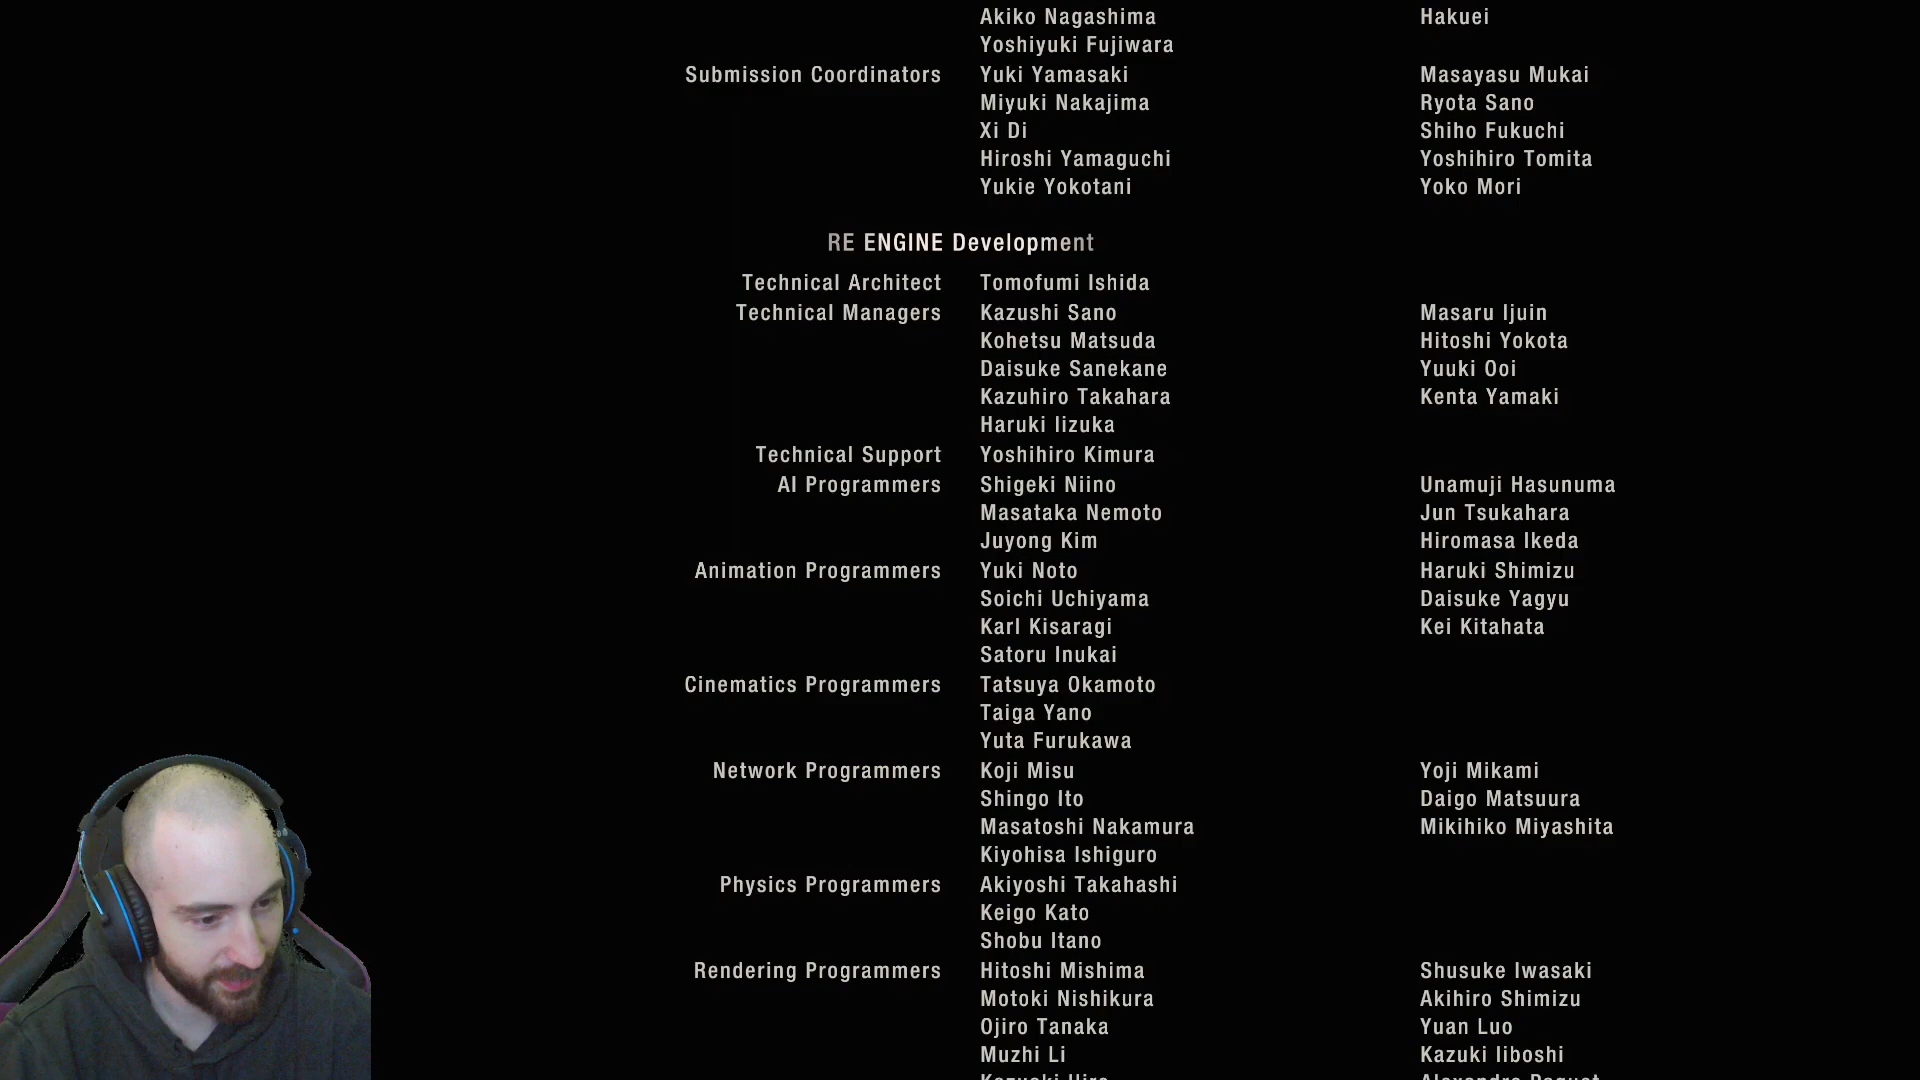 Akiko Nagashima Hakuei
Yoshiyuki Fujiwara
Submission Coordinators Yuki Yamasaki Masayasu Mukai
Miyuki Nakajima Ryota Sano
Xi Di Shiho Fukuchi
Hiroshi Yamaguchi Yoshihiro Tomita
Yukie Yokotani Yoko Mori
RE ENGINE Development
Technical Architect Tomofumi Ishida
Technical Managers Kazushi Sano Masaru Ijuin
Kohetsu Matsuda Hitoshi Yokota
Daisuke Sanekane Yuuki Ooi
Kazuhiro Takahara Kenta Yamaki
Haruki Iizuka
Technical Support Yoshihiro Kimura
AI Programmers Shigeki Niino Unamuji Hasunuma
Masataka Nemoto Jun Tsukahara
Juyong Kim Hiromasa Ikeda
Animation Programmers Yuki Noto Haruki Shimizu
Soichi Uchiyama Daisuke Yagyu
Karl Kisaragi Kei Kitahata
Satoru Inukai
Cinematics Programmers Tatsuya Okamoto
Taiga Yano
Yuta Furukawa
Network Programmers Koji Misu Yoji Mikami
Shingo Ito Daigo Matsuura
Masatoshi Nakamura Mikihiko Miyashita
Kiyohisa Ishiguro
Physics Programmers Akiyoshi Takahashi
Keigo Kato
Shobu Itano
Rendering Programmers Hitoshi Mishima Shusuke Iwasaki
Motoki Nishikura Akihiro Shimizu
Ojiro Tanaka Yuan Luo
Muzhi Li Kazuki Iiboshi